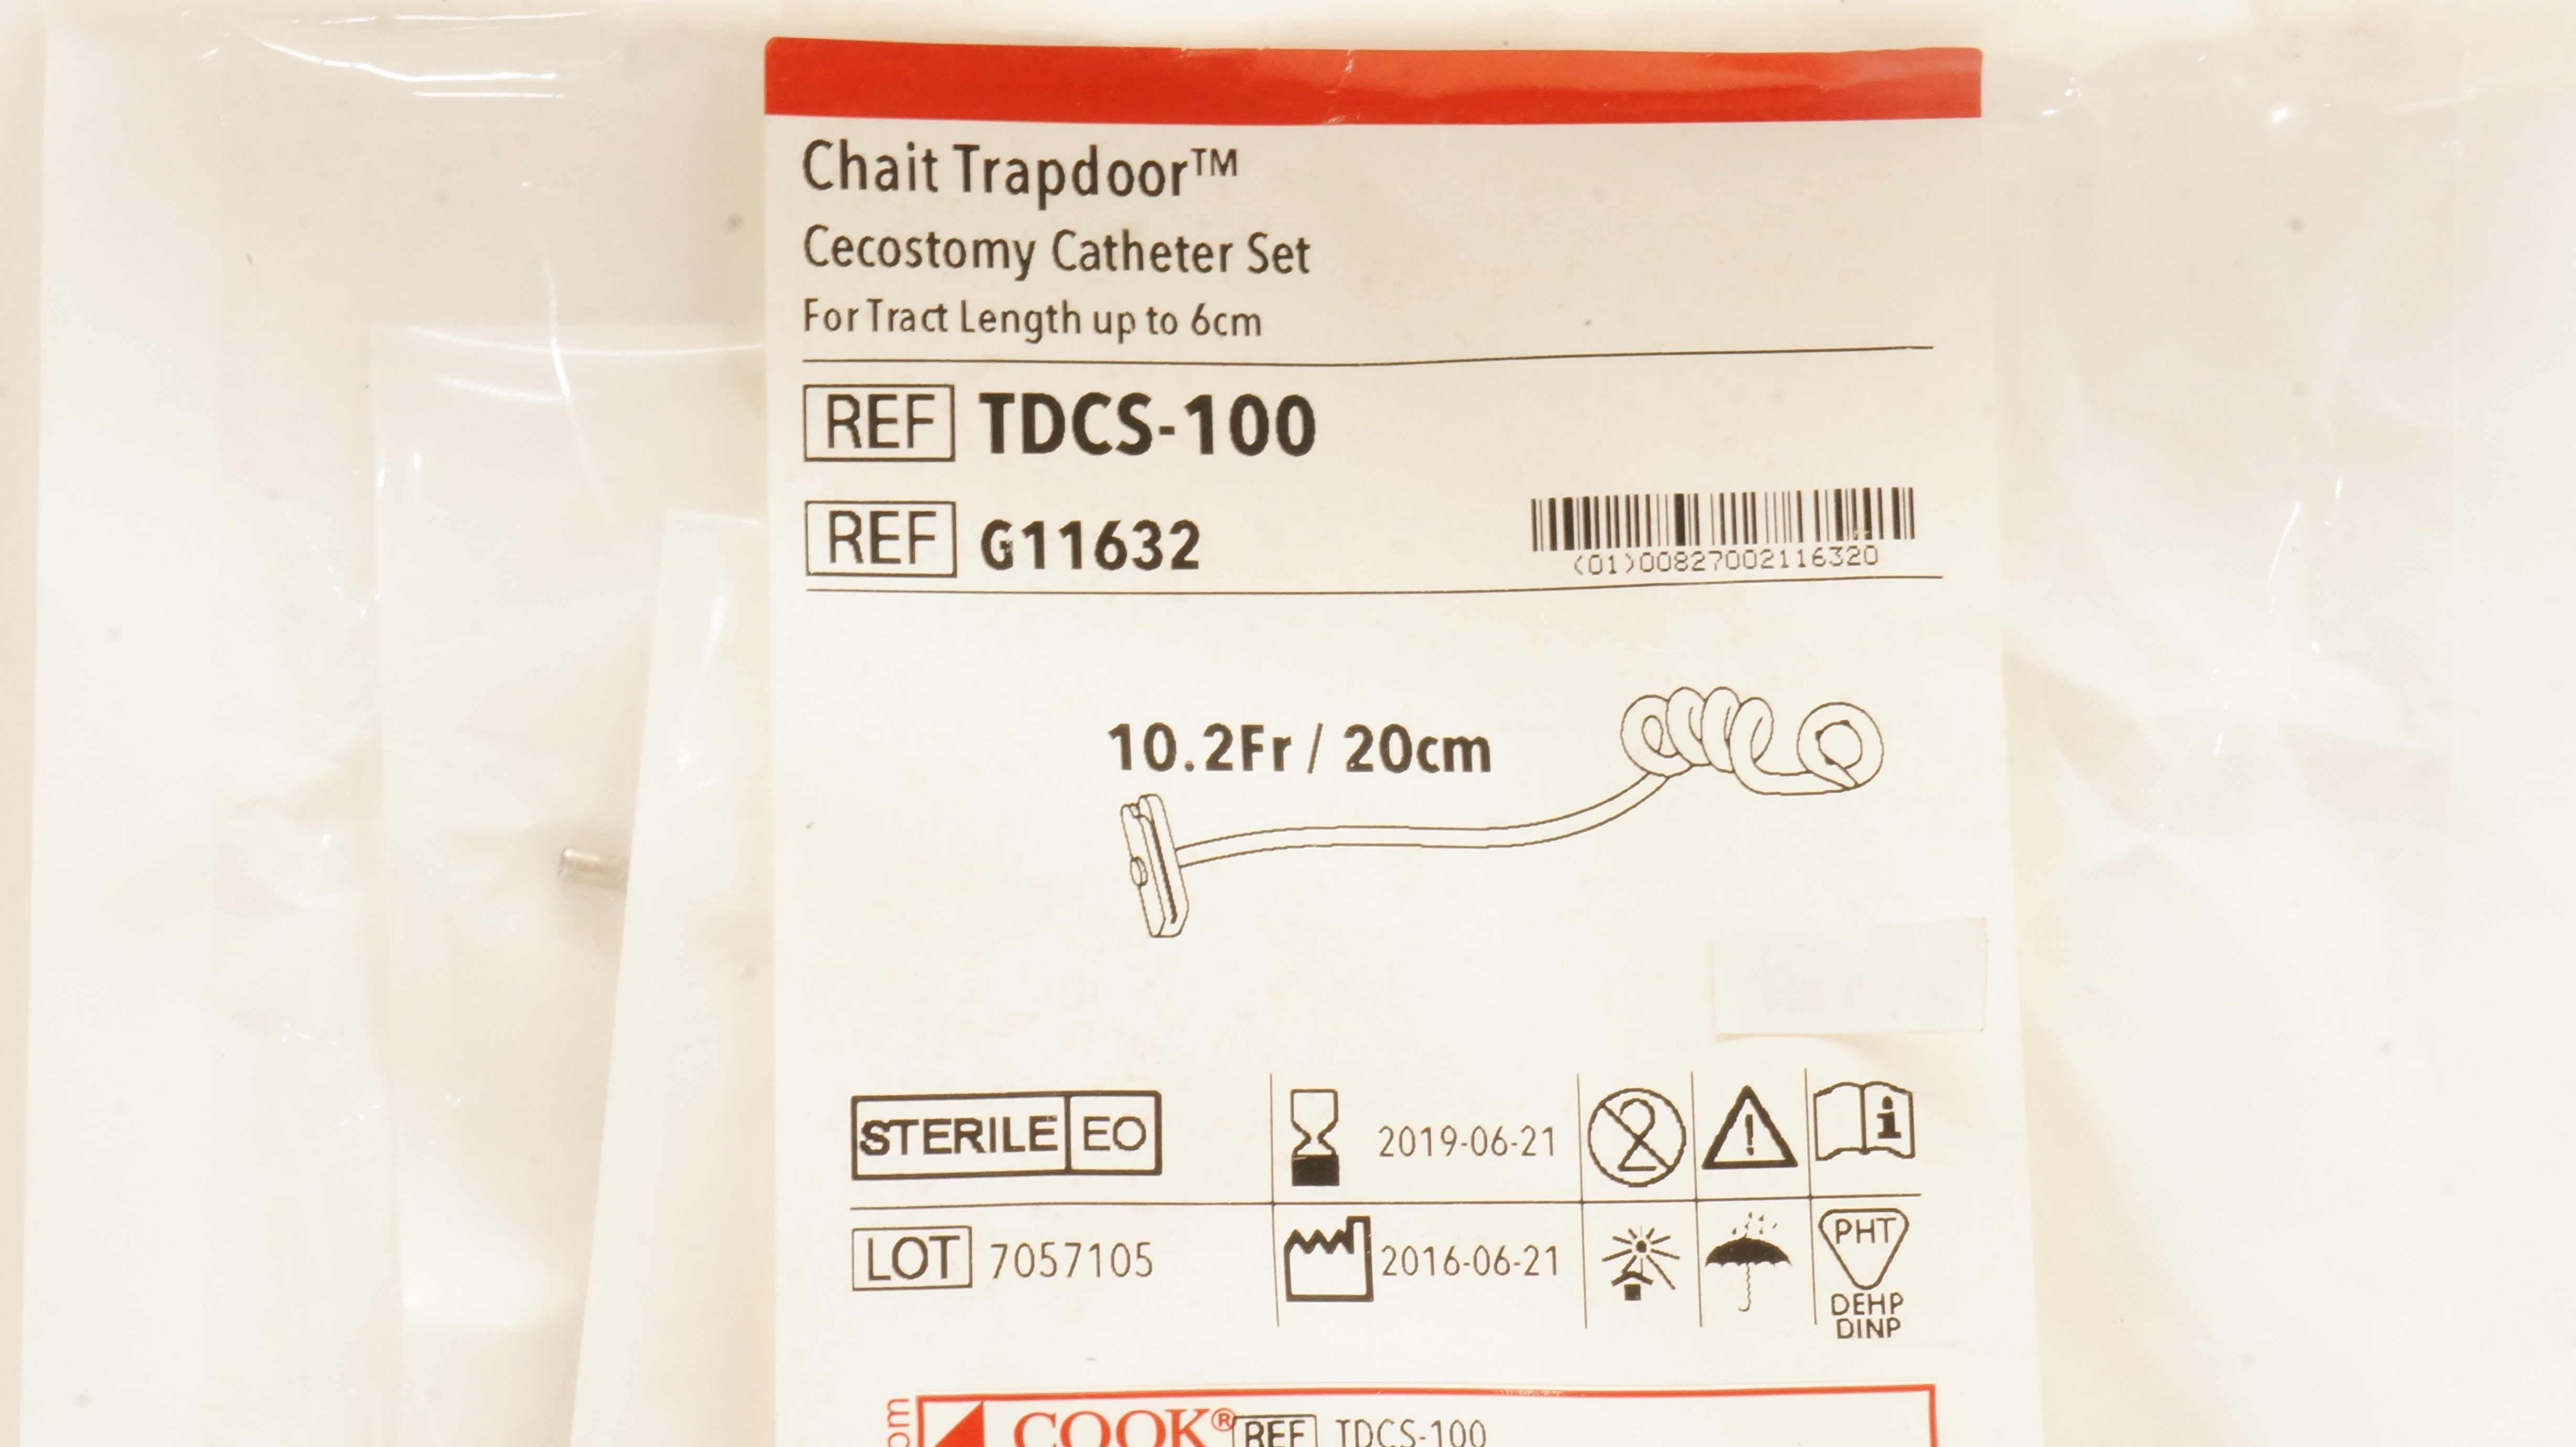 Chait Trapdoor™
Cecostomy Catheter Set
For Tract Length up to 6cm
REF TDCS-100
REF G11632
(01)00827002116320
10.2Fr / 20cm
STERILE EO
2019-06-21
2
!
i
LOT 7057105
2016-06-21
PHT
DEHP
DINP
om
COOK® REF TDCS-100